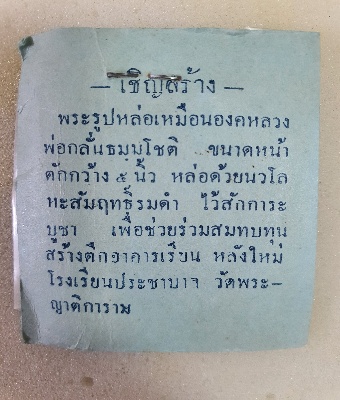 — เชิญสร้าง —
พระรูปหล่อเหมือนองคหลวง
พ่อกลั่นธมมโชติ ขนาดหน้า
ตักกว้าง ๕ นิ้ว หล่อด้วยนวโล
หะสัมฤทธิ์รมดำ ไว้สักการะ
บูชา เพื่อช่วยร่วมสมทบทุน
สร้างตึกอาคารเรียน หลังใหม่
โรงเรียนประชาบาล วัดพระ–
ญาติการาม